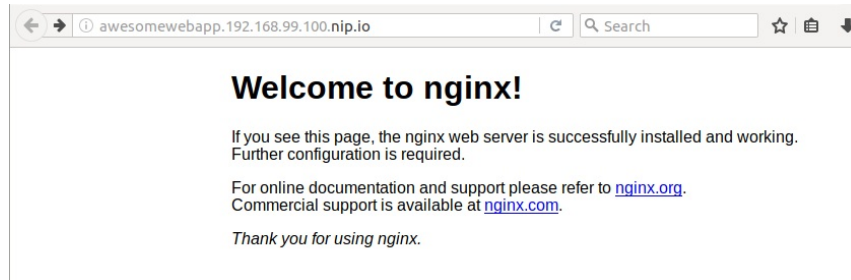 awesomewebapp.192.168.99.100.nip.io
Search
Welcome to nginx!
If you see this page, the nginx web server is successfully installed and working.
Further configuration is required.
For online documentation and support please refer to nginx.org.
Commercial support is available at nginx.com.
Thank you for using nginx.